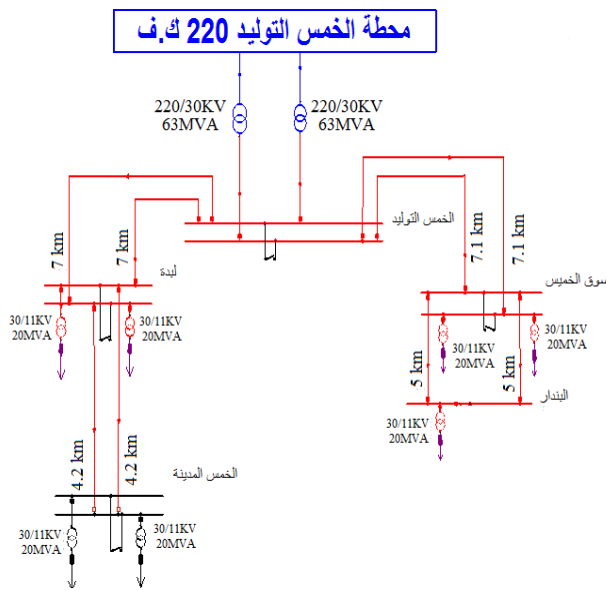 محطة الخمس التوليد 220 ك.ف
220/30KV
63MVA
220/30KV
63MVA
الخمس التوليد
7 km
7 km
7.1 km
7.1 km
لبدة
سوق الخميس
30/11KV
20MVA
30/11KV
20MVA
30/11KV
20MVA
30/11KV
20MVA
5 km
5 km
البندار
30/11KV
20MVA
4.2 km
4.2 km
الخمس المدينة
30/11KV
20MVA
30/11KV
20MVA